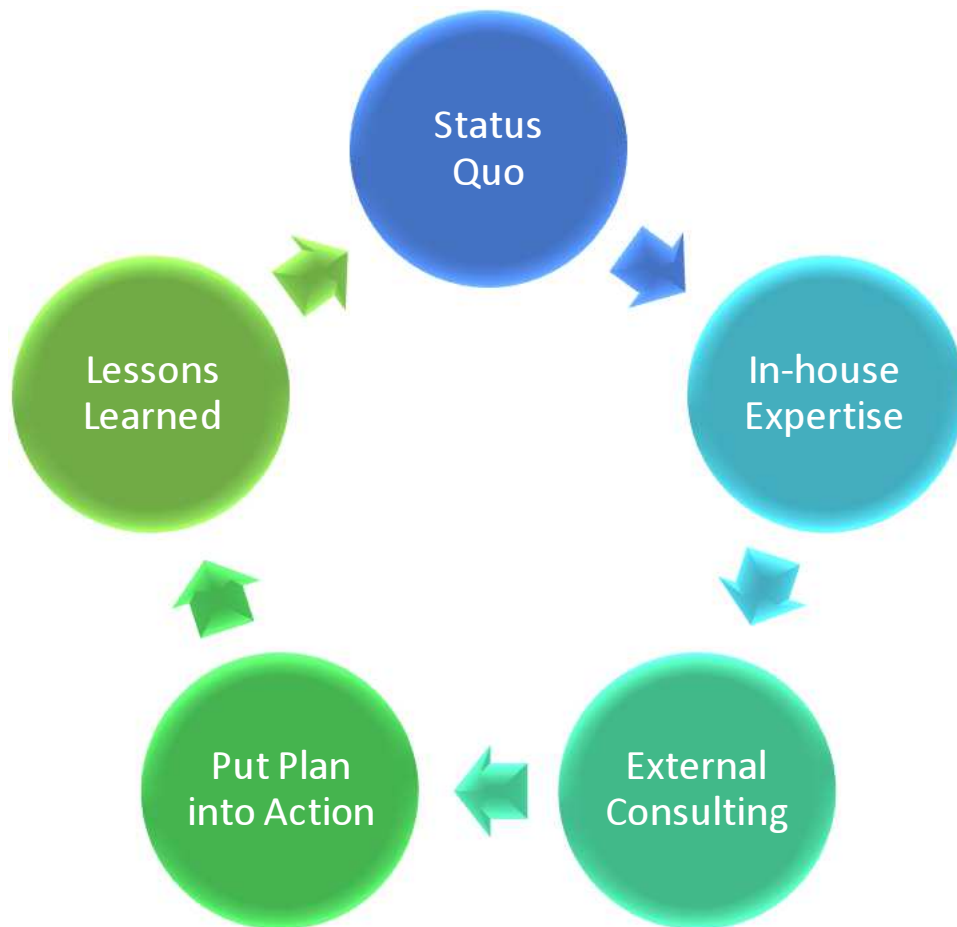 Status
Quo
In-house
Expertise
External
Consulting
Put Plan
into Action
Lessons
Learned